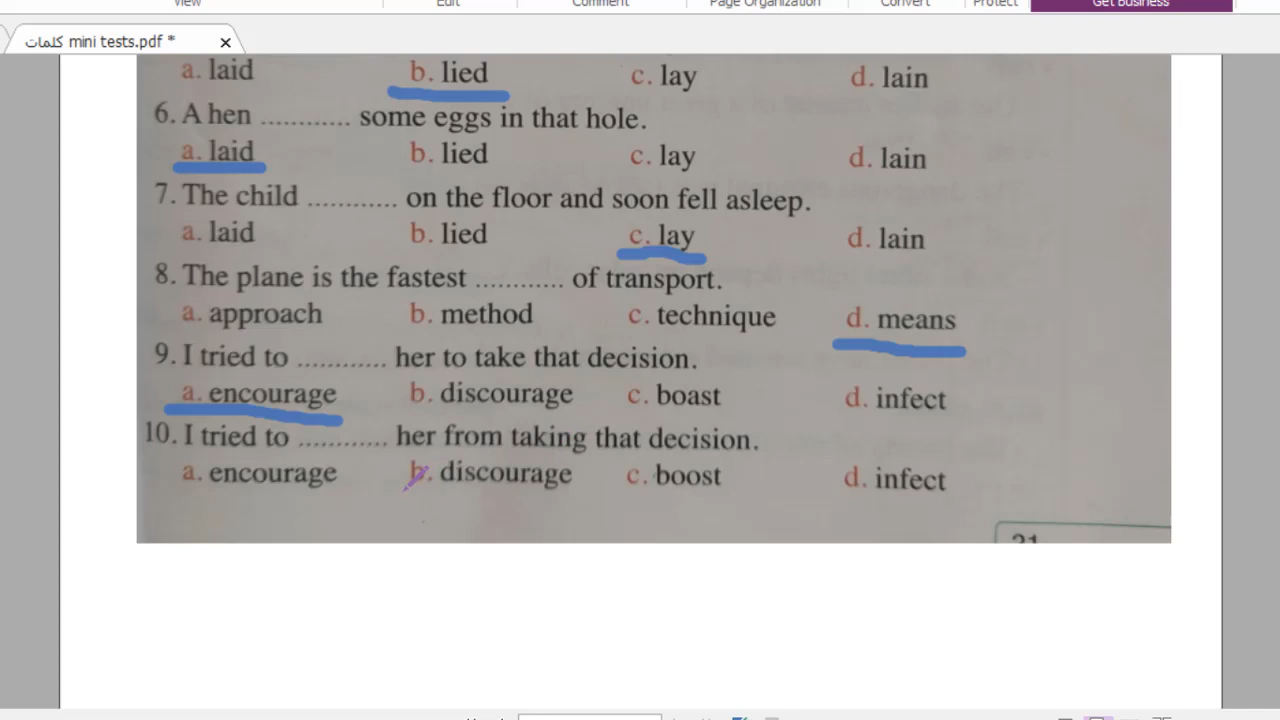 View Edit Comment Page Organization Convert Protect Get Business
كلمات mini tests.pdf *
a. laid b. lied c. lay d. lain
6. A hen ............ some eggs in that hole.
a. laid b. lied c. lay d. lain
7. The child ............ on the floor and soon fell asleep.
a. laid b. lied c. lay d. lain
8. The plane is the fastest ............ of transport.
a. approach b. method c. technique d. means
9. I tried to ............ her to take that decision.
a. encourage b. discourage c. boast d. infect
10. I tried to ............ her from taking that decision.
a. encourage b. discourage c. boost d. infect